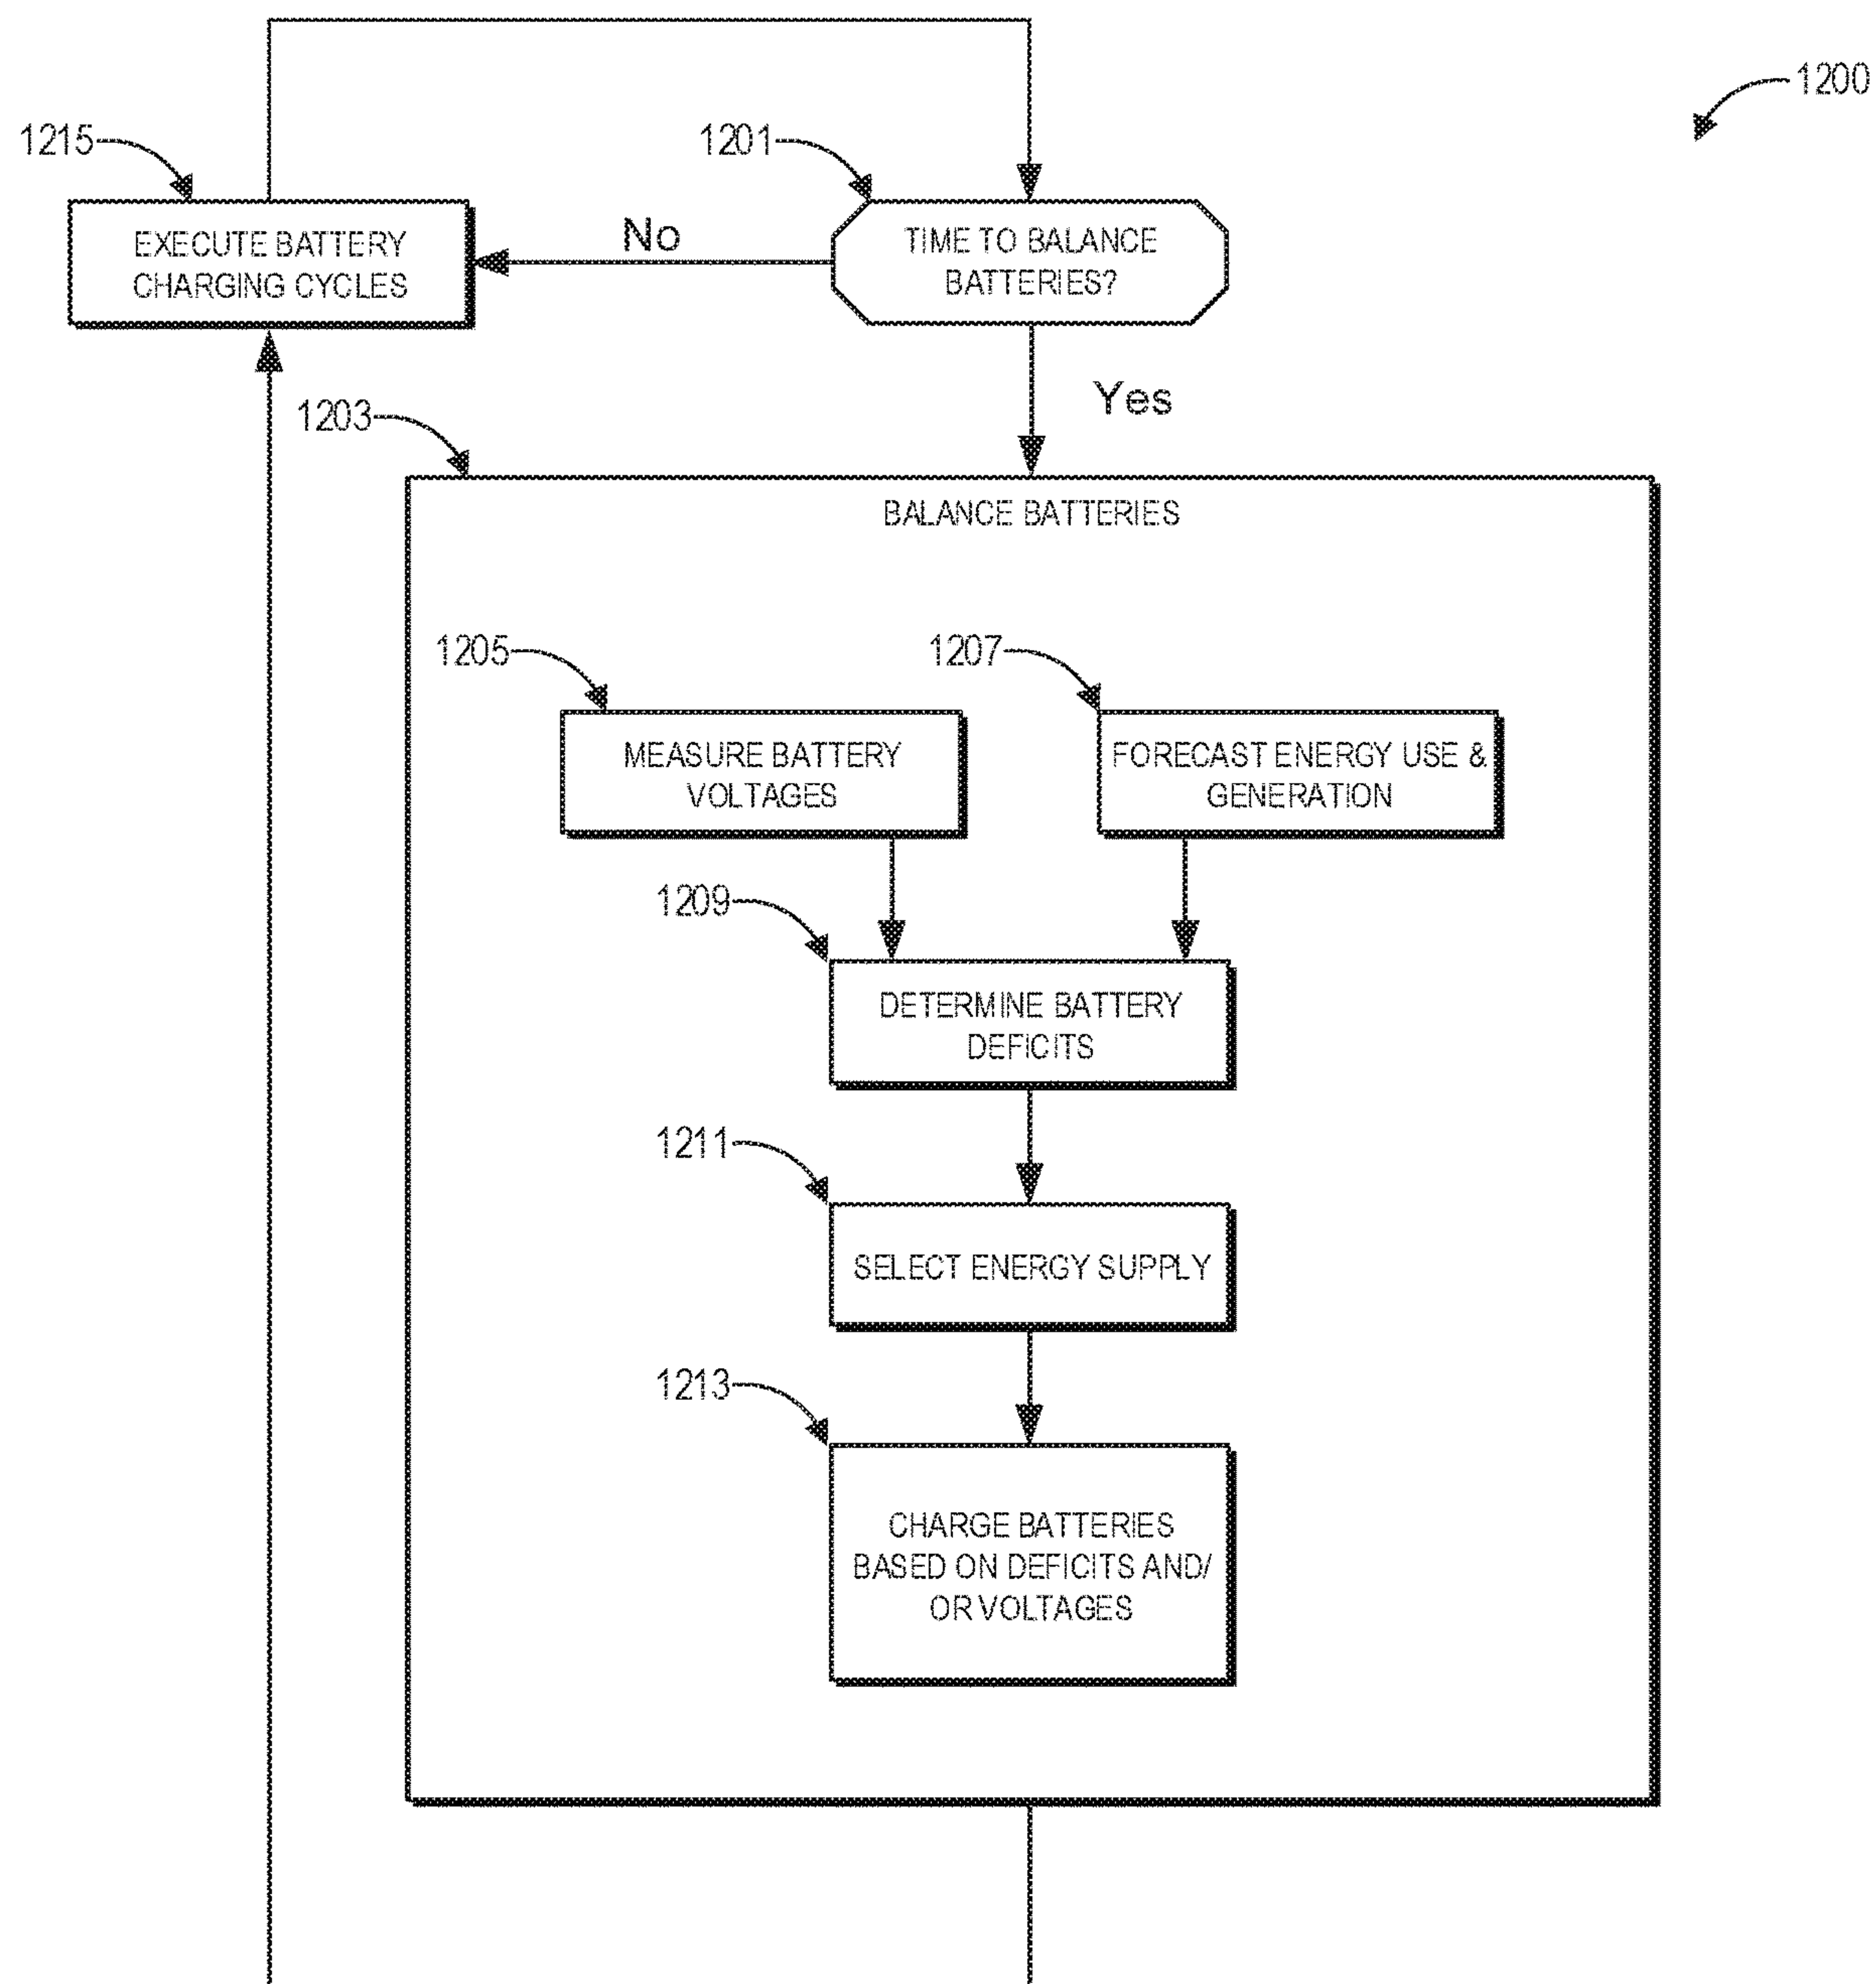 1200
1215
1201
EXECUTE BATTERY
CHARGING CYCLES
No
TIME TO BALANCE
BATTERIES?
Yes
1203
BALANCE BATTERIES
1205
1207
MEASURE BATTERY
VOLTAGES
FORECAST ENERGY USE &
GENERATION
1209
DETERMINE BATTERY
DEFICITS
1211
SELECT ENERGY SUPPLY
1213
CHARGE BATTERIES
BASED ON DEFICITS AND/
OR VOLTAGES